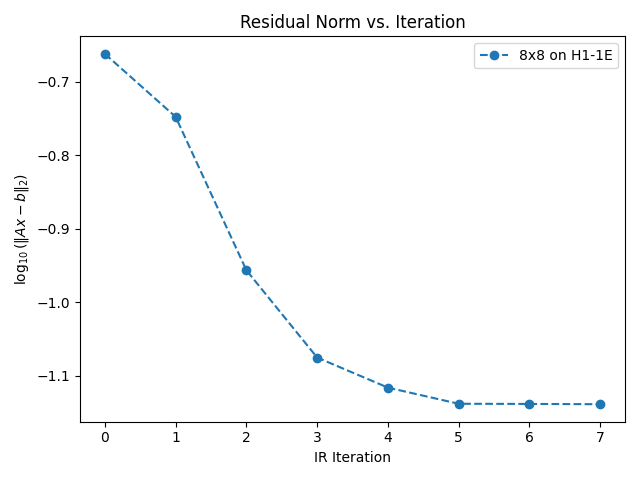 Residual Norm vs. Iteration
8x8 on H1-1E
−0.7
−0.8
−0.9
−1.0
−1.1
log₁₀(‖Ax − b‖₂)
0 1 2 3 4 5 6 7
IR Iteration